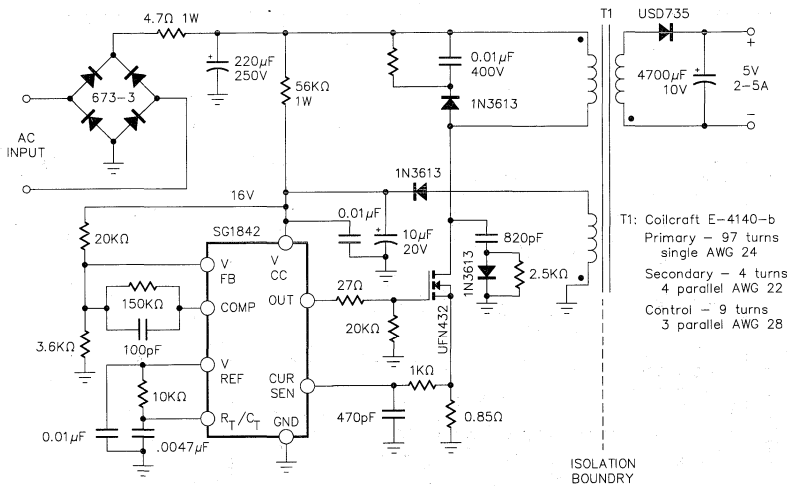 4.7Ω 1W
T1
USD735
673-3
220µF
250V
56KΩ
1W
0.01µF
400V
1N3613
4700µF
10V
+
5V
2-5A
−
AC
INPUT
1N3613
16V
0.01µF
10µF
20V
20KΩ
SG1842
V
FB
V
CC
COMP
OUT
27Ω
150KΩ
100pF
3.6KΩ
20KΩ
UFN432
820pF
1N3613
2.5KΩ
T1: Coilcraft E-4140-b
Primary – 97 turns
single AWG 24
Secondary – 4 turns
4 parallel AWG 22
Control – 9 turns
3 parallel AWG 28
V
REF
CUR
SEN
1KΩ
10KΩ
RT/CT
GND
470pF
0.85Ω
0.01µF
.0047µF
ISOLATION
BOUNDRY